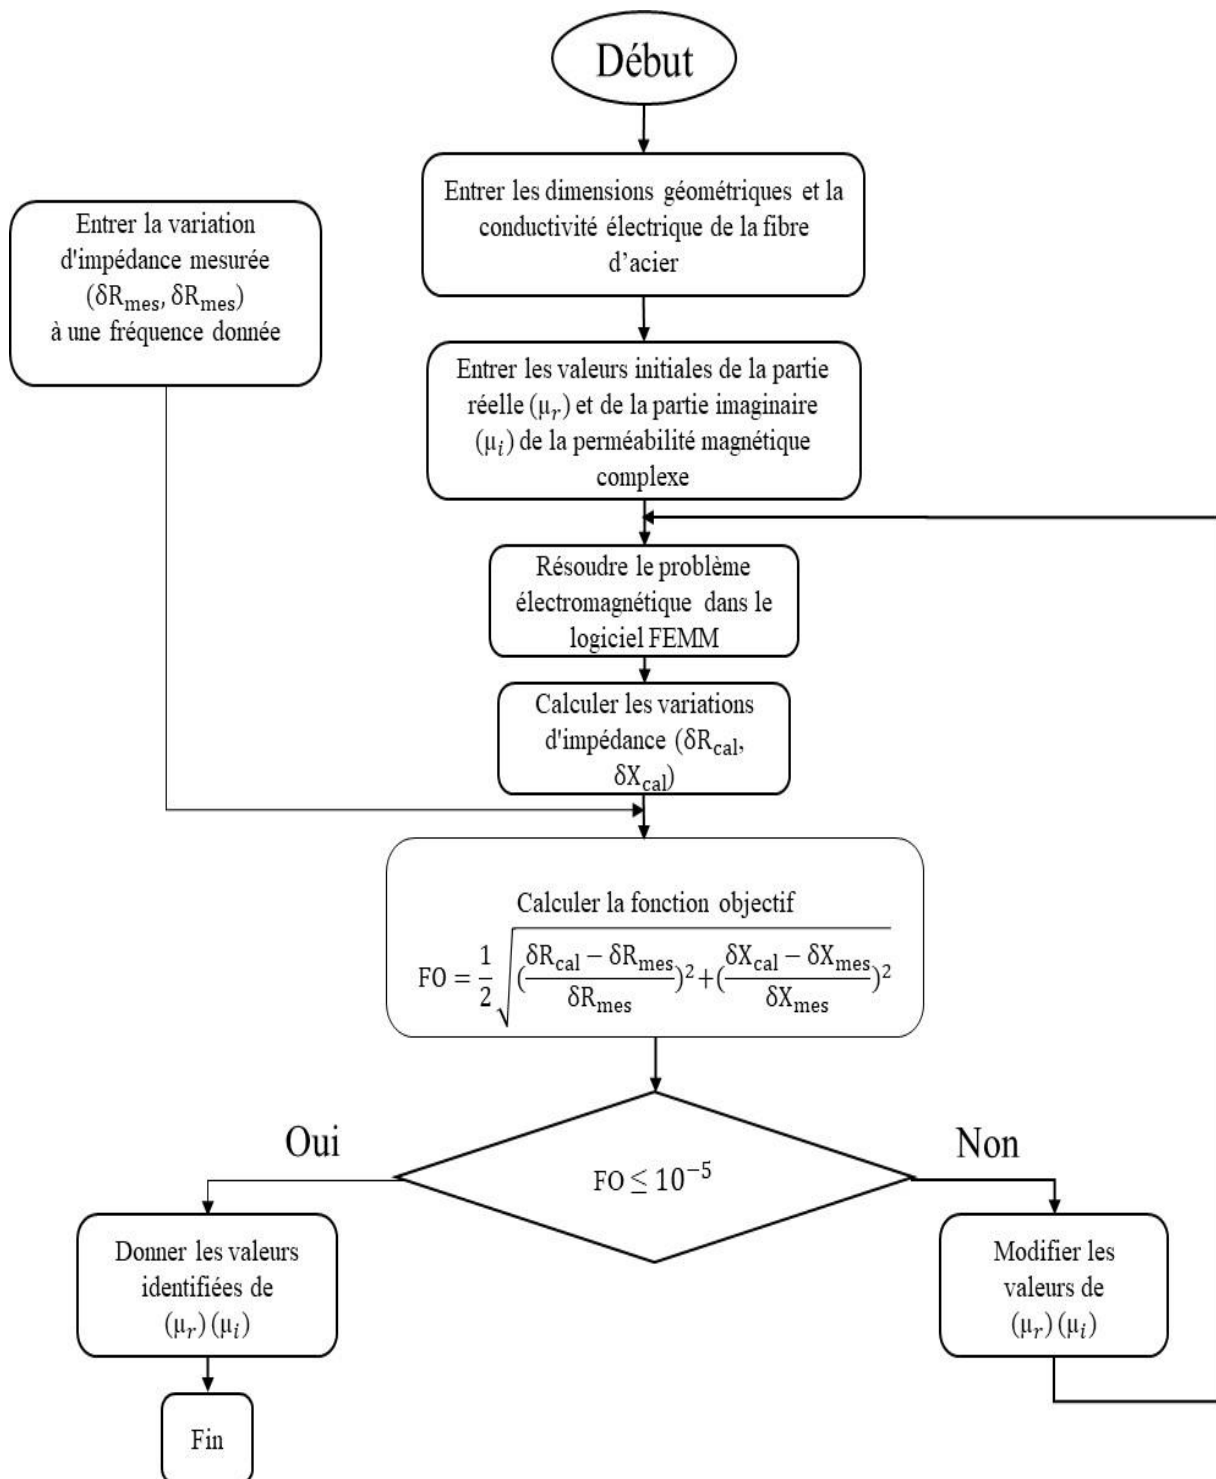 Début
Entrer les dimensions géométriques et la
conductivité électrique de la fibre
d’acier
Entrer la variation
d'impédance mesurée
(δR_mes, δR_mes)
à une fréquence donnée
Entrer les valeurs initiales de la partie
réelle (μ_r) et de la partie imaginaire
(μ_i) de la perméabilité magnétique
complexe
Résoudre le problème
électromagnétique dans le
logiciel FEMM
Calculer les variations
d'impédance (δR_cal,
δX_cal)
Calculer la fonction objectif
FO = 1/2 √((δR_cal − δR_mes)/δR_mes)² + ((δX_cal − δX_mes)/δX_mes)²
Oui
Non
FO ≤ 10⁻⁵
Donner les valeurs
identifiées de
(μ_r) (μ_i)
Modifier les
valeurs de
(μ_r) (μ_i)
Fin